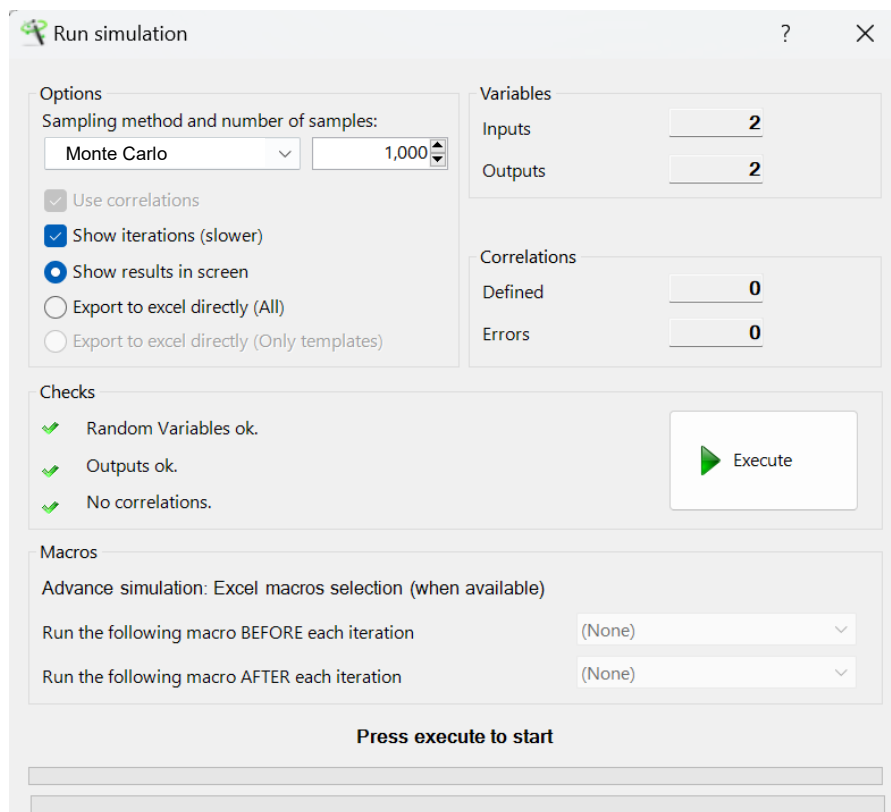 Run simulation
?
Options
Sampling method and number of samples:
Monte Carlo
1,000
Use correlations
Show iterations (slower)
Show results in screen
Export to excel directly (All)
Export to excel directly (Only templates)
Variables
Inputs 2
Outputs 2
Correlations
Defined 0
Errors 0
Checks
Random Variables ok.
Outputs ok.
No correlations.
Execute
Macros
Advance simulation: Excel macros selection (when available)
Run the following macro BEFORE each iteration (None)
Run the following macro AFTER each iteration (None)
Press execute to start